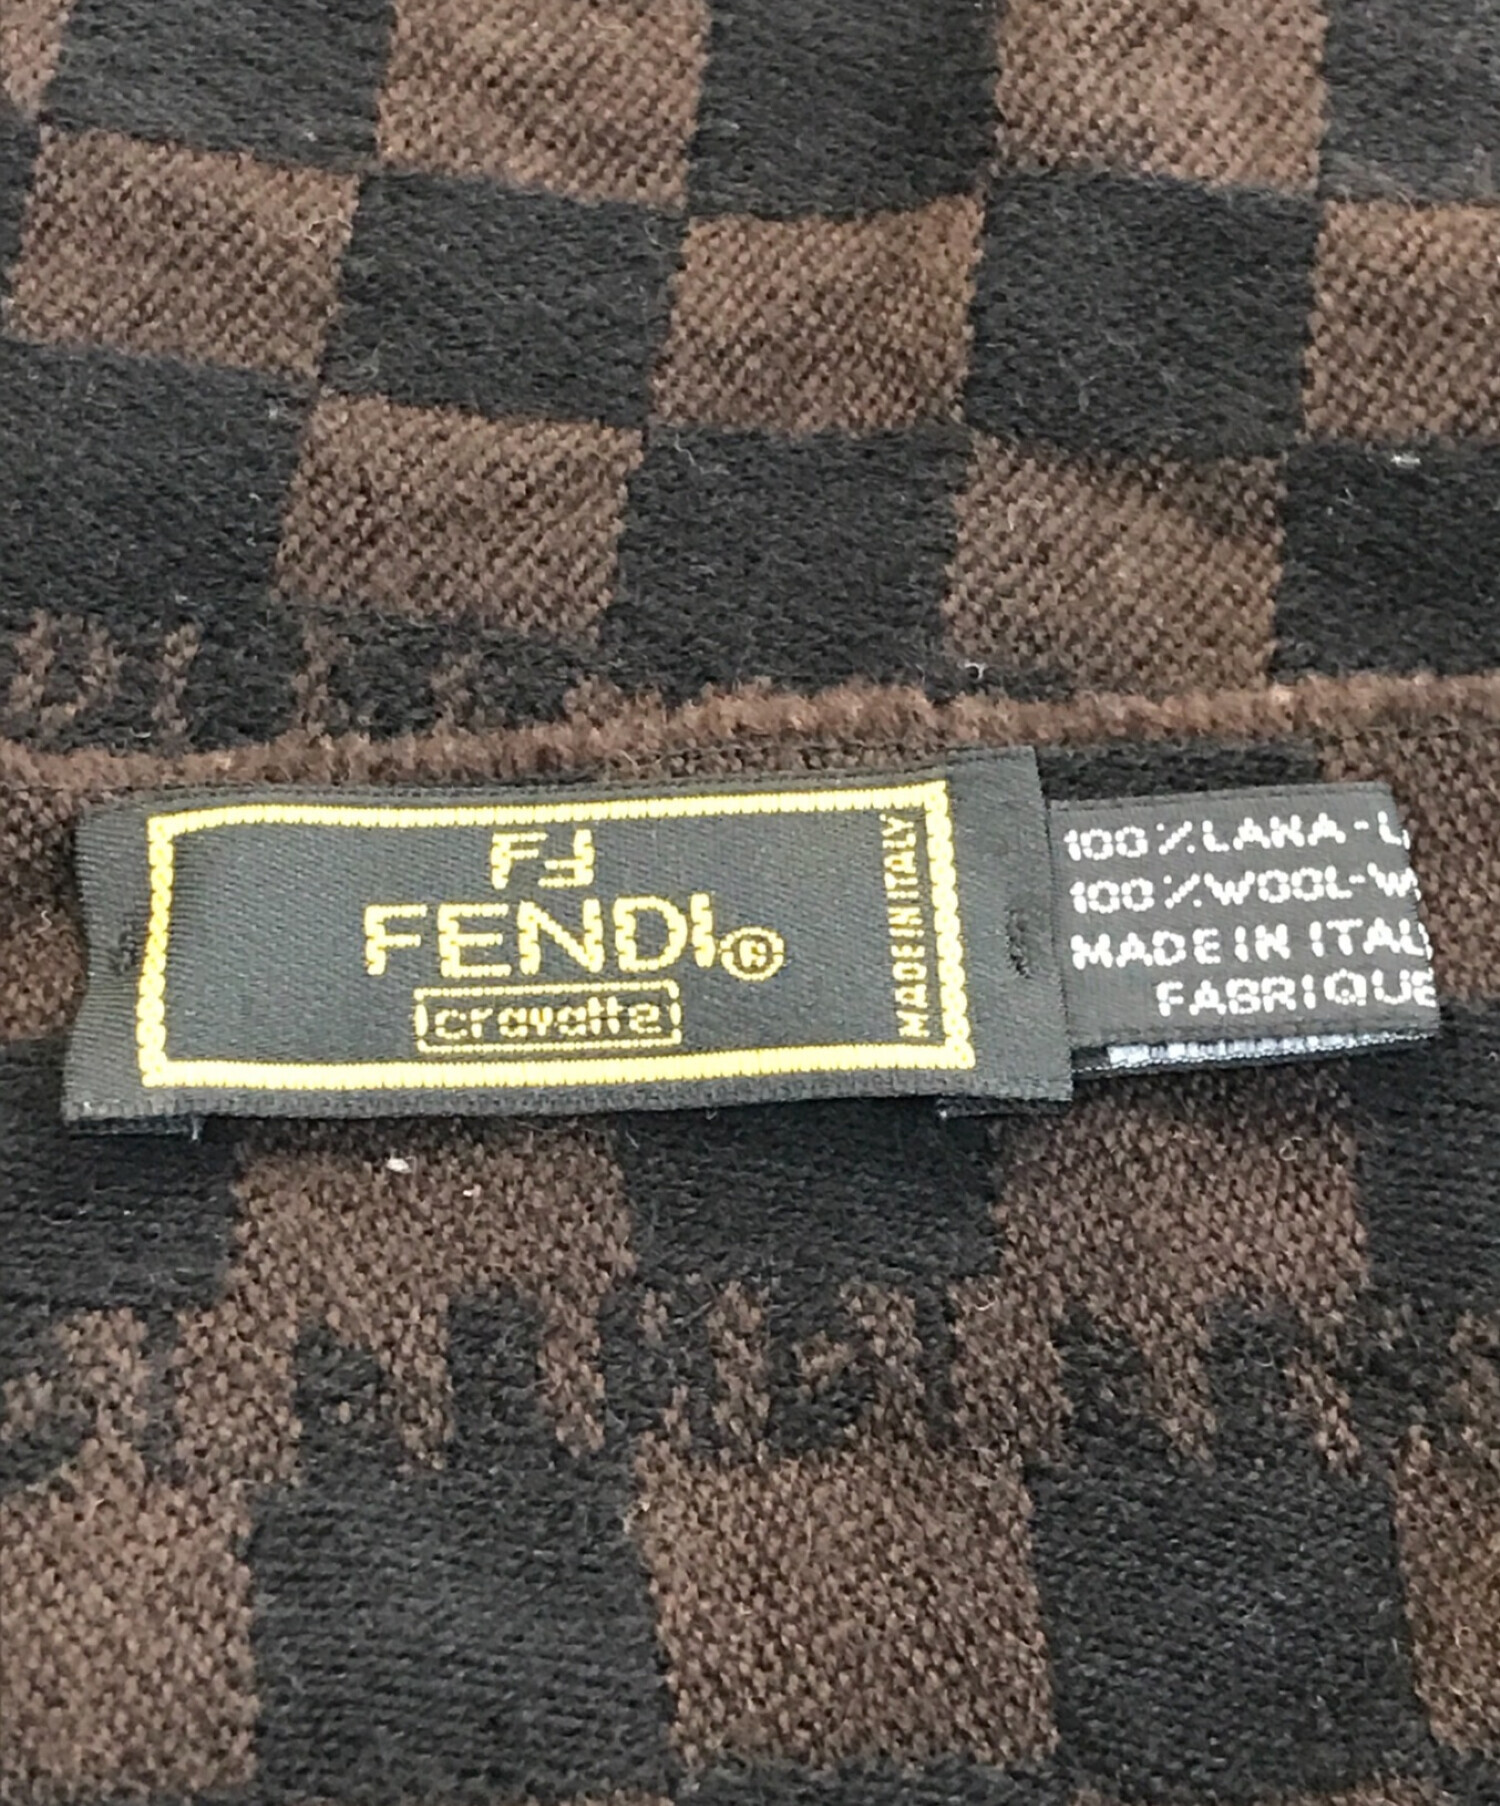 FF
FENDI®
cravatte
MADE IN ITALY
100%LANA-L
100%WOOL-W
MADE IN ITAL
FABRIQUE